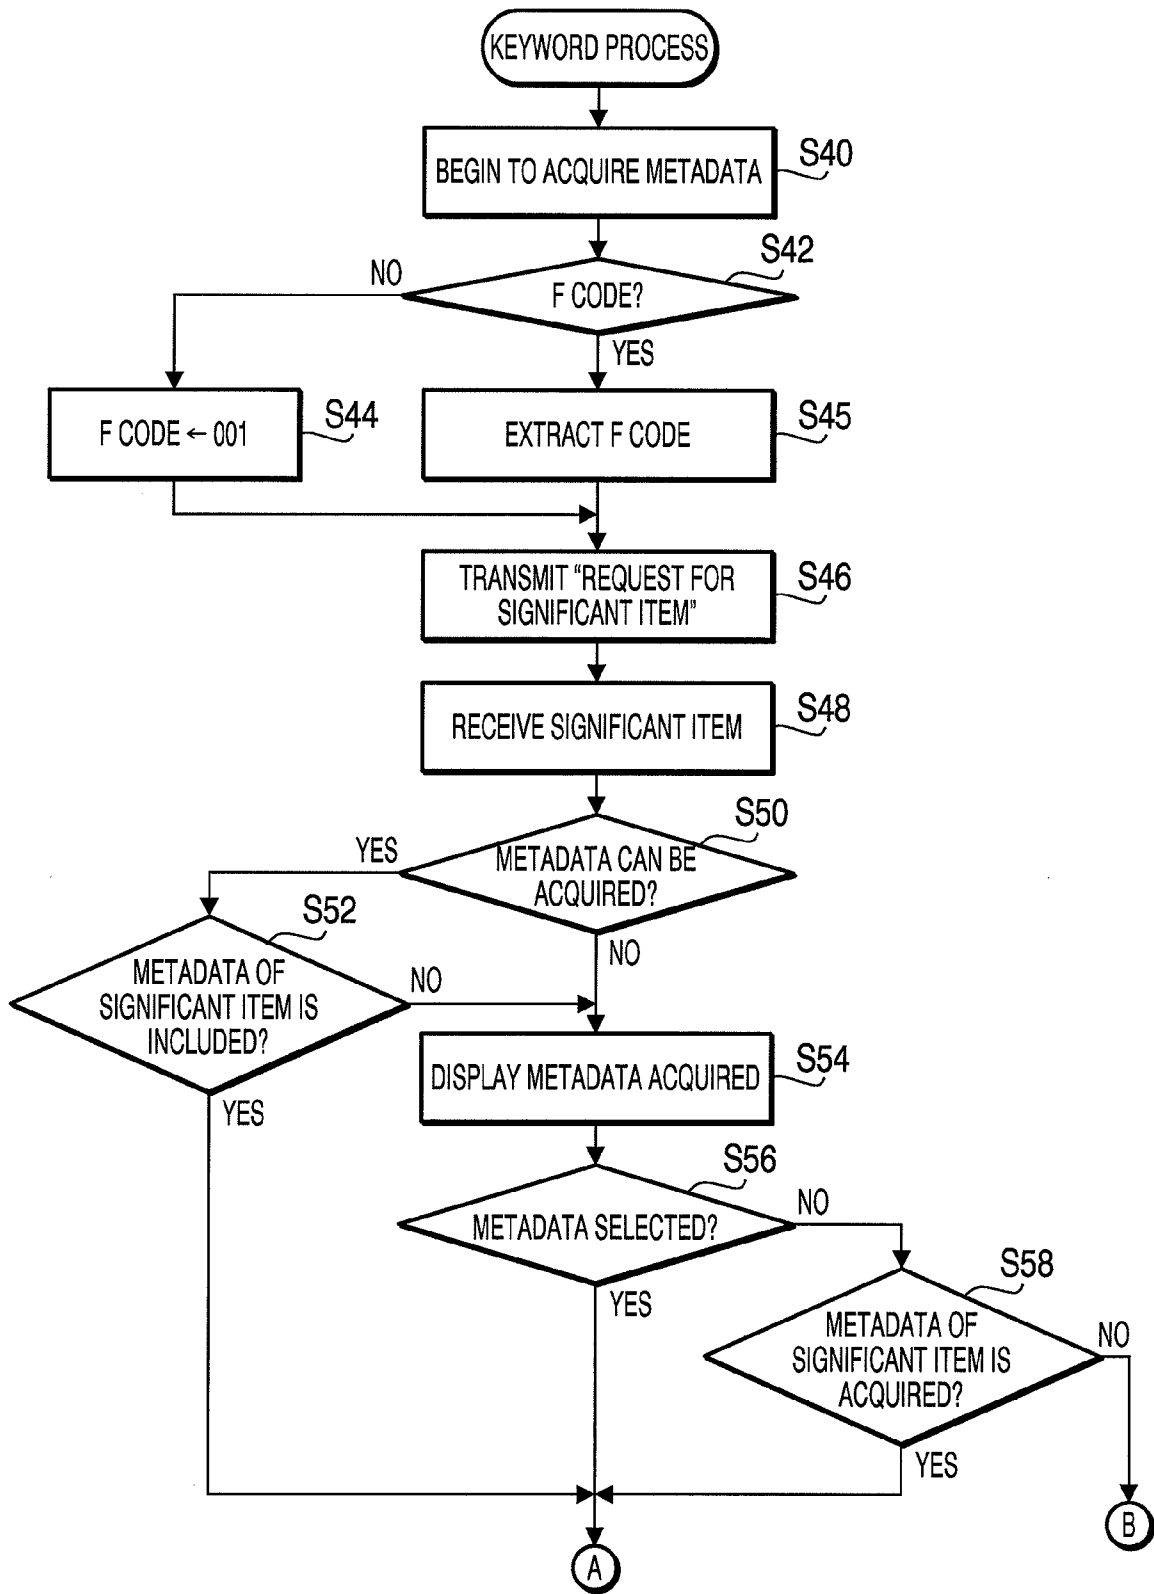 KEYWORD PROCESS
BEGIN TO ACQUIRE METADATA
S40
S42
NO
F CODE?
YES
F CODE ← 001
S44
EXTRACT F CODE
S45
TRANSMIT “REQUEST FOR
SIGNIFICANT ITEM”
S46
RECEIVE SIGNIFICANT ITEM
S48
S50
YES
METADATA CAN BE
ACQUIRED?
NO
S52
METADATA OF
SIGNIFICANT ITEM IS
INCLUDED?
NO
YES
DISPLAY METADATA ACQUIRED
S54
S56
METADATA SELECTED?
NO
YES
S58
METADATA OF
SIGNIFICANT ITEM IS
ACQUIRED?
NO
YES
B
A